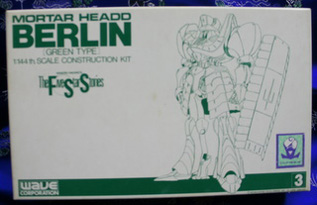 MORTAR HEADD
BERLIN
[GREEN TYPE]
1:144th SCALE CONSTRUCTION KIT
The Five Star Stories
WAVE
CORPORATION
3